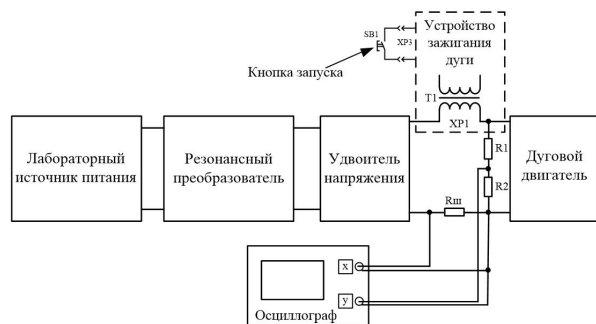 Устройство
зажигания
дуги
SB1
XP3
Кнопка запуска
T1
XP1
R1
R2
Лабораторный
источник питания
Резонансный
преобразователь
Удвоитель
напряжения
Дуговой
двигатель
Rш
x
y
Осциллограф